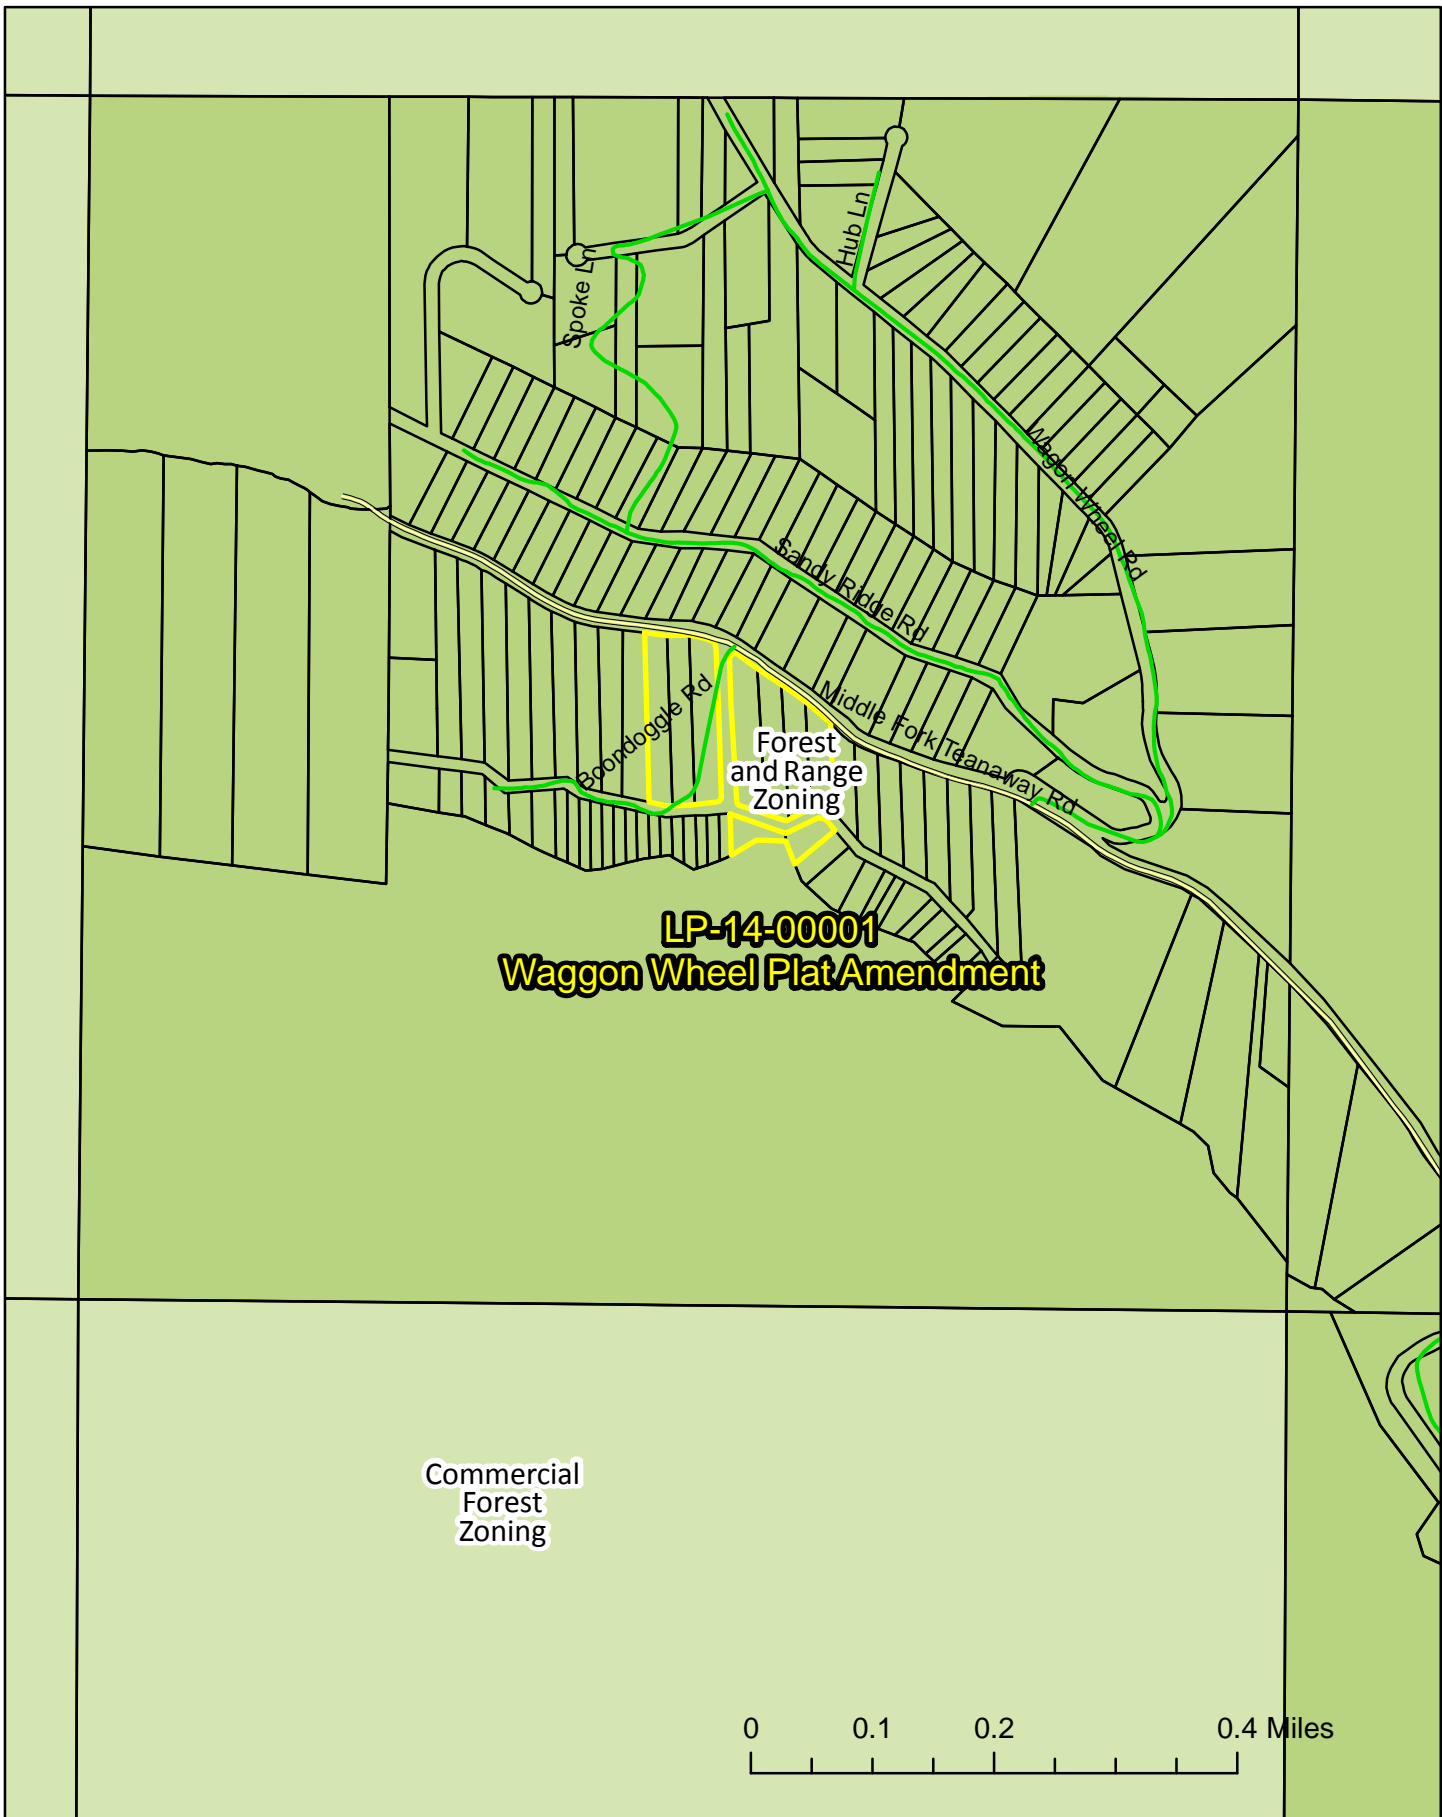 Hub Ln
Spoke Ln
Wagon Wheel Rd
Sandy Ridge Rd
Boondoggle Rd
Middle Fork Teanaway Rd
Forest
and Range
Zoning
LP-14-00001
Waggon Wheel Plat Amendment
Commercial
Forest
Zoning
0 0.1 0.2 0.4 Miles